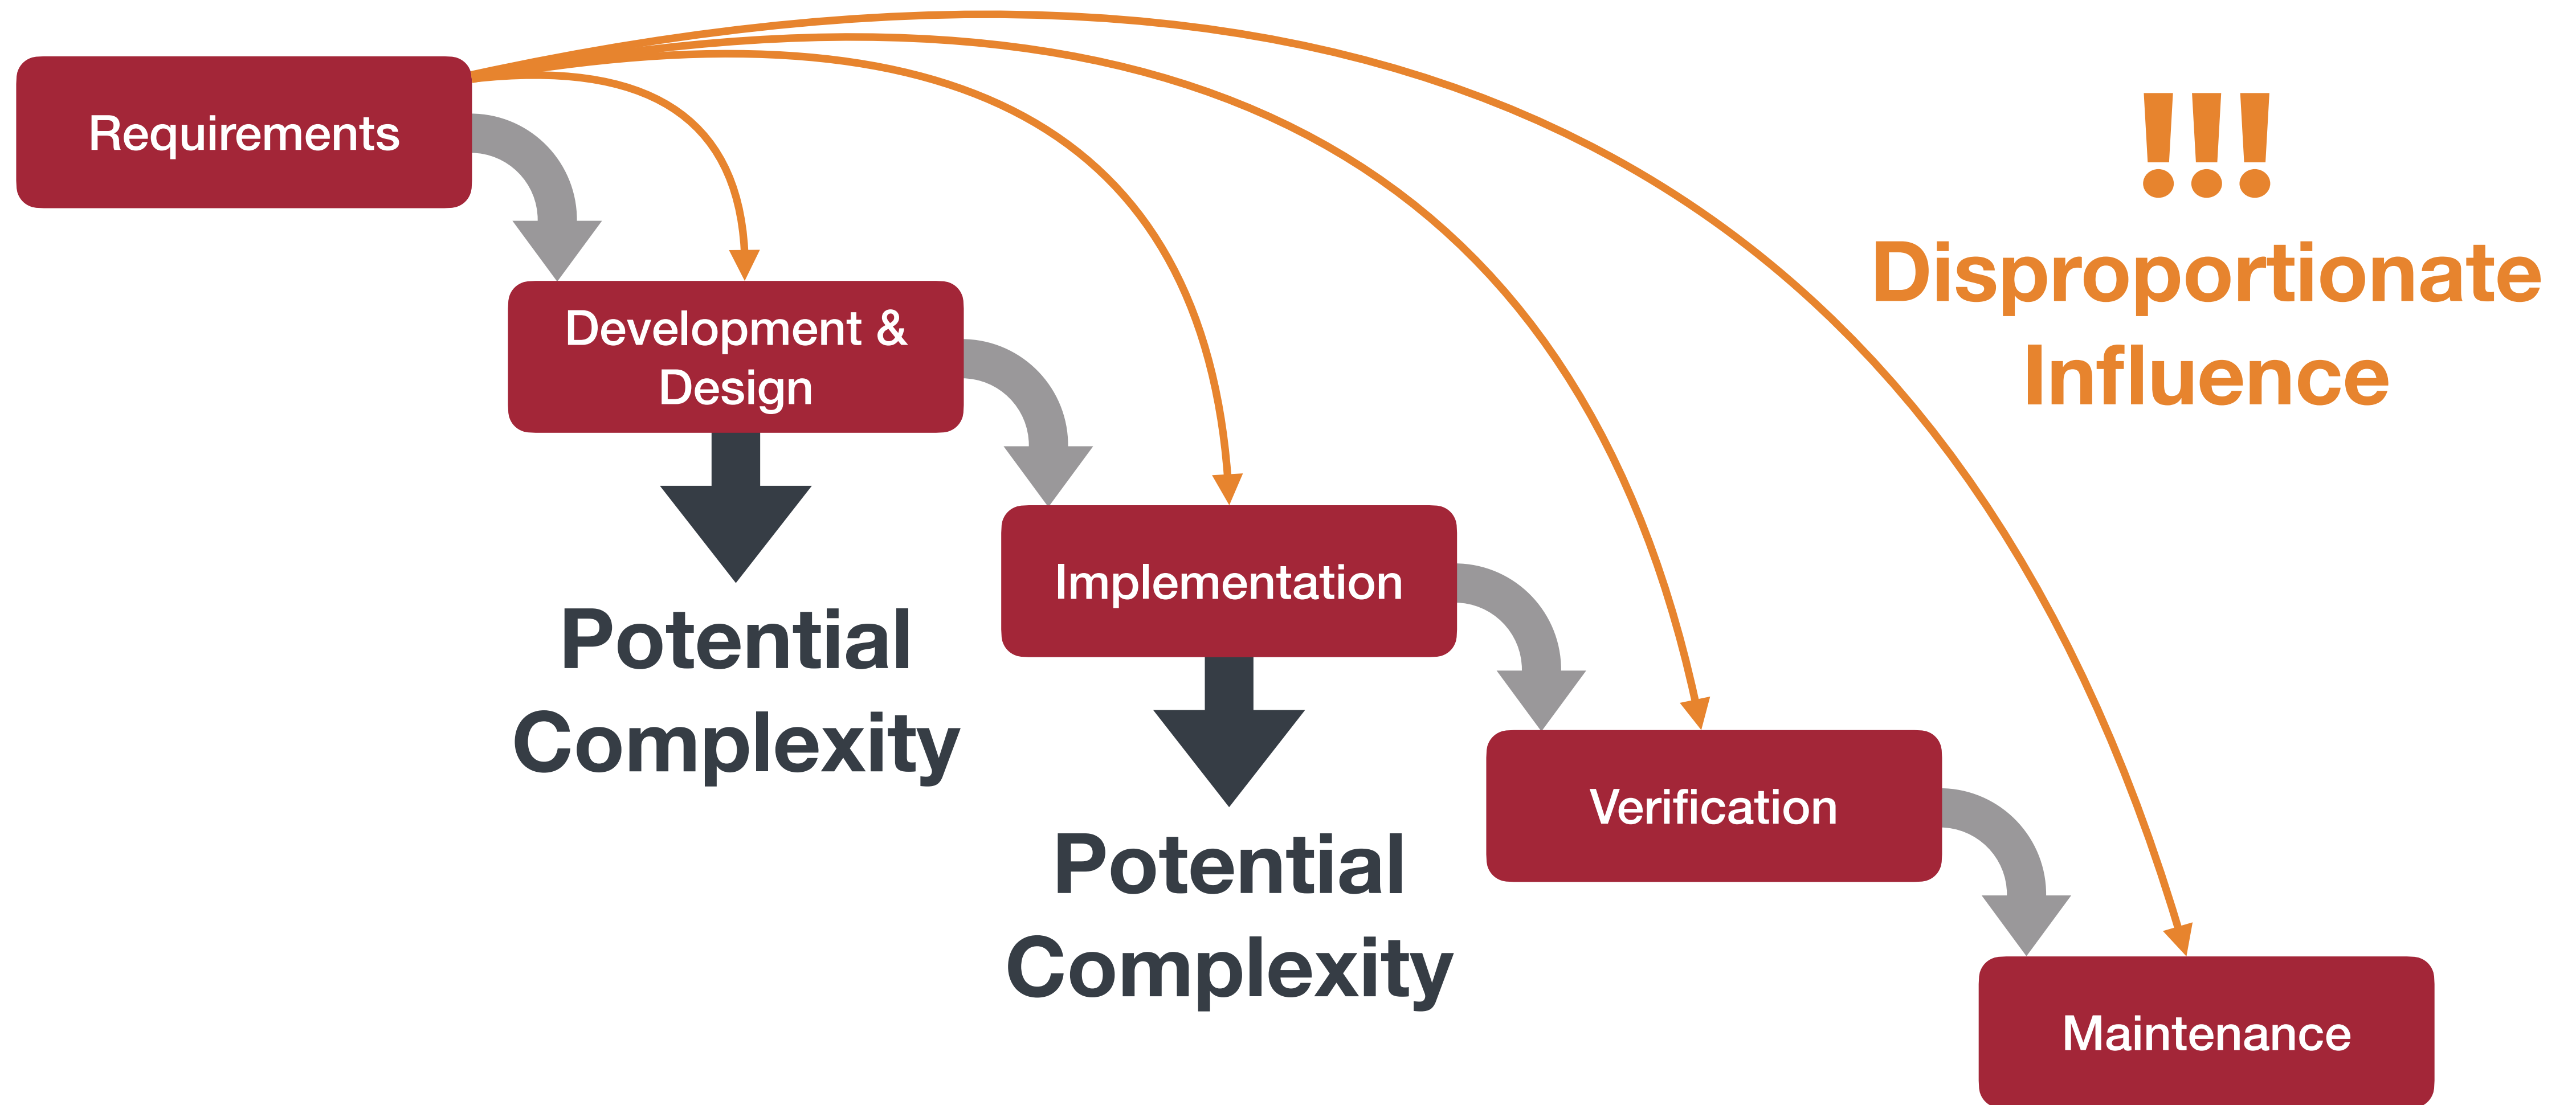 Requirements
!!!
Disproportionate
Influence
Development &
Design
Potential
Complexity
Implementation
Potential
Complexity
Verification
Maintenance